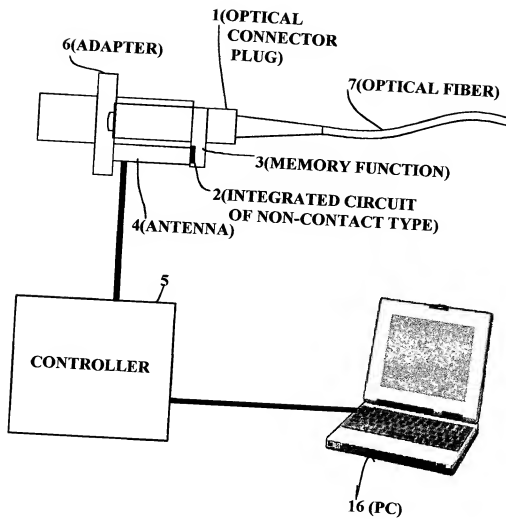 1(OPTICAL
CONNECTOR
PLUG)
6(ADAPTER)
7(OPTICAL FIBER)
3(MEMORY FUNCTION)
2(INTEGRATED CIRCUIT
OF NON-CONTACT TYPE)
4(ANTENNA)
5
CONTROLLER
16 (PC)